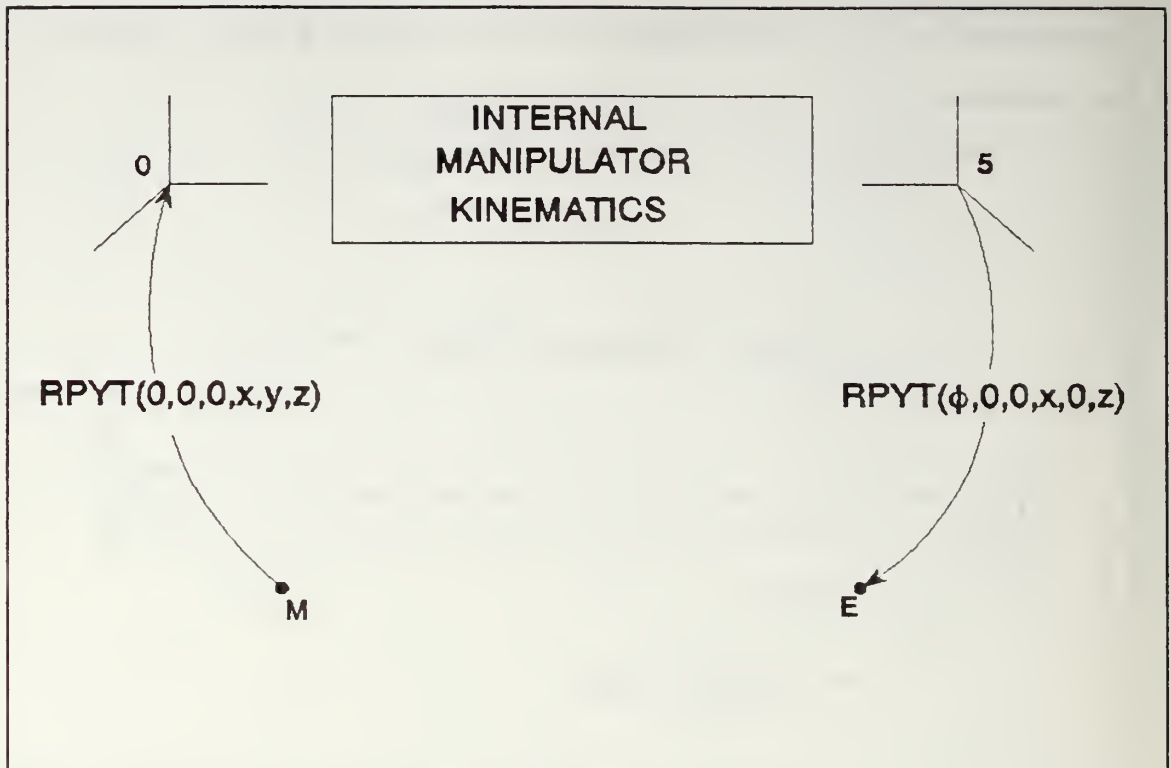 INTERNAL
MANIPULATOR
KINEMATICS
0
5
RPYT(0,0,0,x,y,z)
RPYT(ϕ,0,0,x,0,z)
M
E